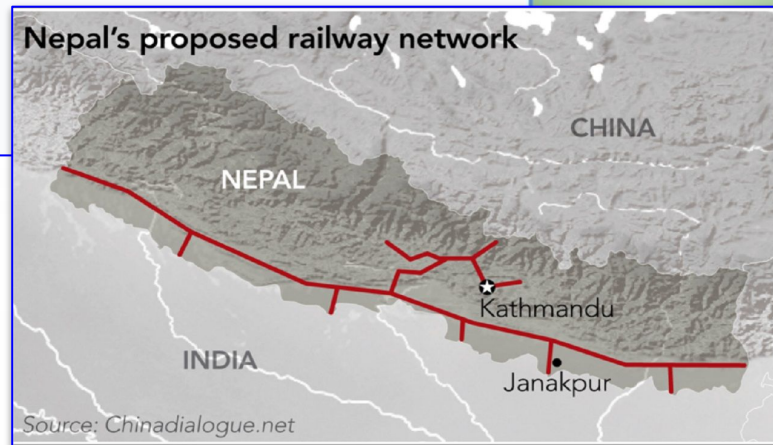 Nepal's proposed railway network
CHINA
NEPAL
Kathmandu
INDIA
Janakpur
Source: Chinadialogue.net